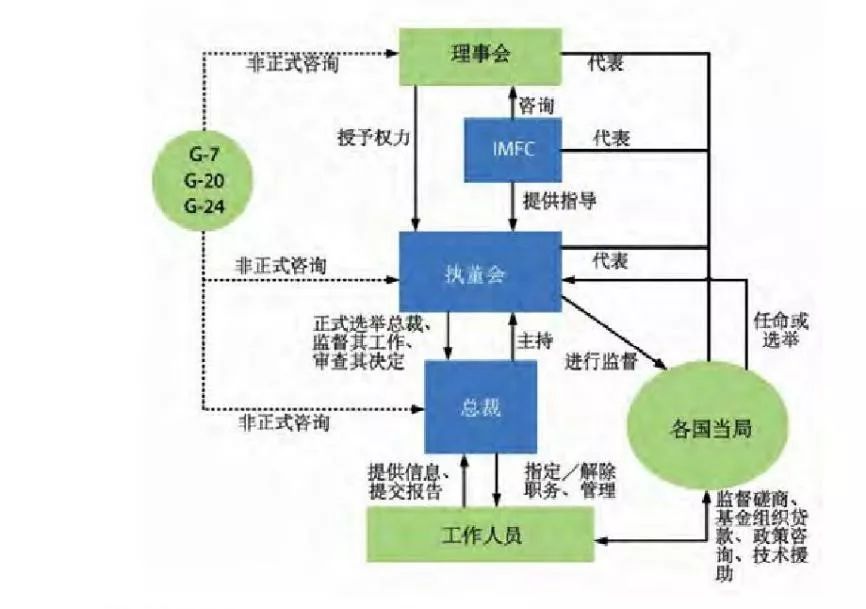 理事会
非正式咨询
代表
咨询
授予权力
IMFC
代表
G-7
G-20
G-24
提供指导
非正式咨询
执董会
代表
正式选举总裁、
监督其工作、
审查其决定
主持
进行监督
任命或
选举
总裁
非正式咨询
各国当局
提供信息、
提交报告
指定／解除
职务、管理
工作人员
监督磋商、
基金组织贷
款、政策咨
询、技术援
助